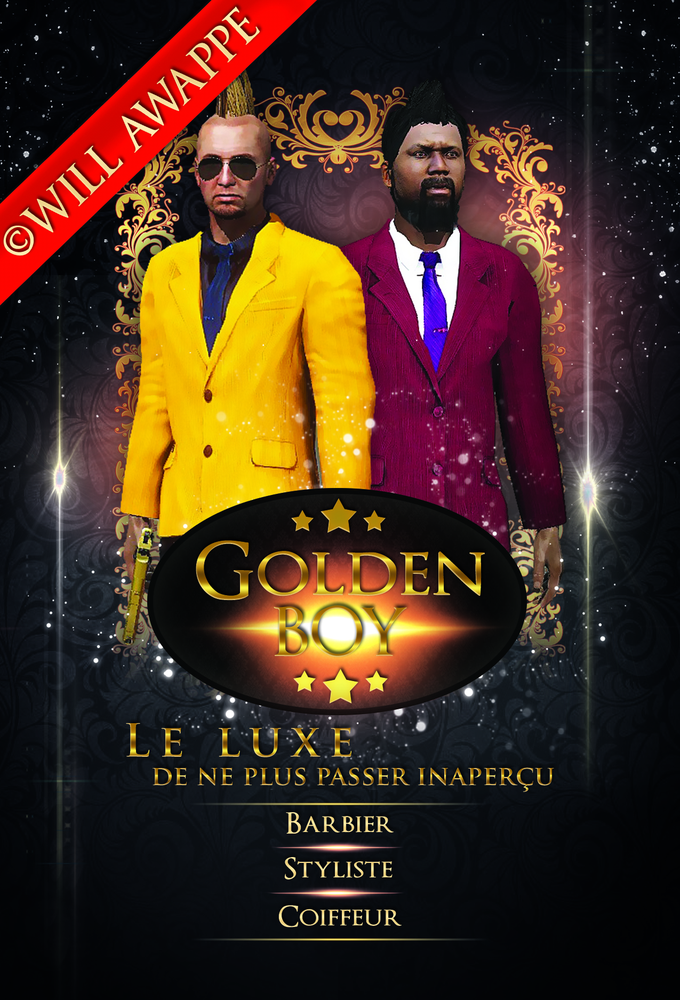 ©WILL AWAPPE
GOLDEN
BOY
LE LUXE
DE NE PLUS PASSER INAPERÇU
BARBIER
STYLISTE
COIFFEUR